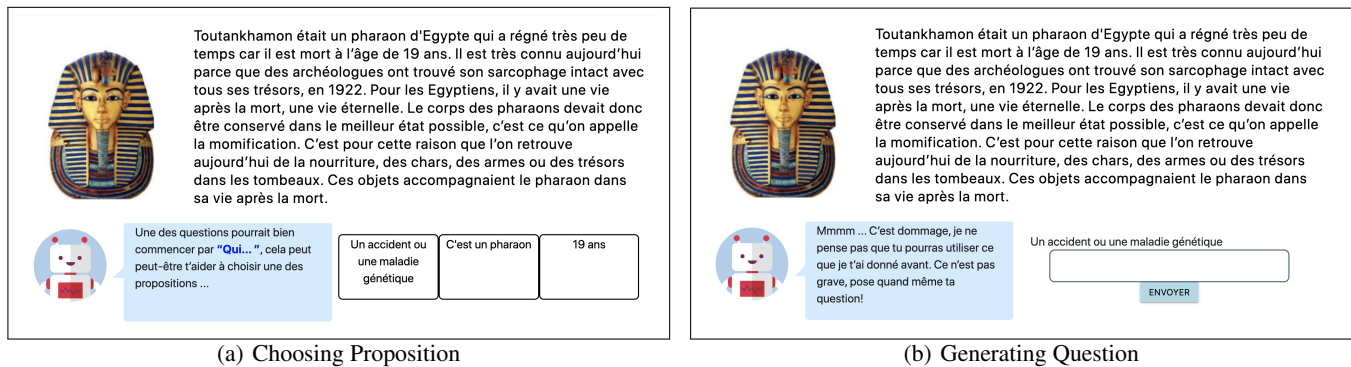 Toutankhamon était un pharaon d'Egypte qui a régné très peu de
temps car il est mort à l'âge de 19 ans. Il est très connu aujourd'hui
parce que des archéologues ont trouvé son sarcophage intact avec
tous ses trésors, en 1922. Pour les Egyptiens, il y avait une vie
après la mort, une vie éternelle. Le corps des pharaons devait donc
être conservé dans le meilleur état possible, c'est ce qu'on appelle
la momification. C'est pour cette raison que l'on retrouve
aujourd'hui de la nourriture, des chars, des armes ou des trésors
dans les tombeaux. Ces objets accompagnaient le pharaon dans
sa vie après la mort.
Une des questions pourrait bien
commencer par "Qui... ", cela peut
peut-être t'aider à choisir une des
propositions ...
Un accident ou
une maladie
génétique
C'est un pharaon
19 ans
(a) Choosing Proposition
Toutankhamon était un pharaon d'Egypte qui a régné très peu de
temps car il est mort à l'âge de 19 ans. Il est très connu aujourd'hui
parce que des archéologues ont trouvé son sarcophage intact avec
tous ses trésors, en 1922. Pour les Egyptiens, il y avait une vie
après la mort, une vie éternelle. Le corps des pharaons devait donc
être conservé dans le meilleur état possible, c'est ce qu'on appelle
la momification. C'est pour cette raison que l'on retrouve
aujourd'hui de la nourriture, des chars, des armes ou des trésors
dans les tombeaux. Ces objets accompagnaient le pharaon dans
sa vie après la mort.
Mmmm ... C'est dommage, je ne
pense pas que tu pourras utiliser ce
que je t'ai donné avant. Ce n'est pas
grave, pose quand même ta
question!
Un accident ou une maladie génétique
ENVOYER
(b) Generating Question